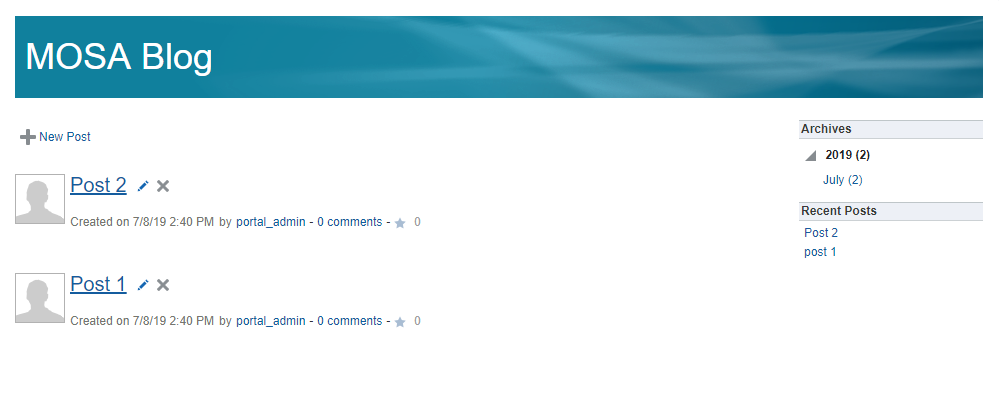 MOSA Blog
New Post
Post 2
Created on 7/8/19 2:40 PM by portal_admin - 0 comments - 0
Post 1
Created on 7/8/19 2:40 PM by portal_admin - 0 comments - 0
Archives
2019 (2)
July (2)
Recent Posts
Post 2
post 1